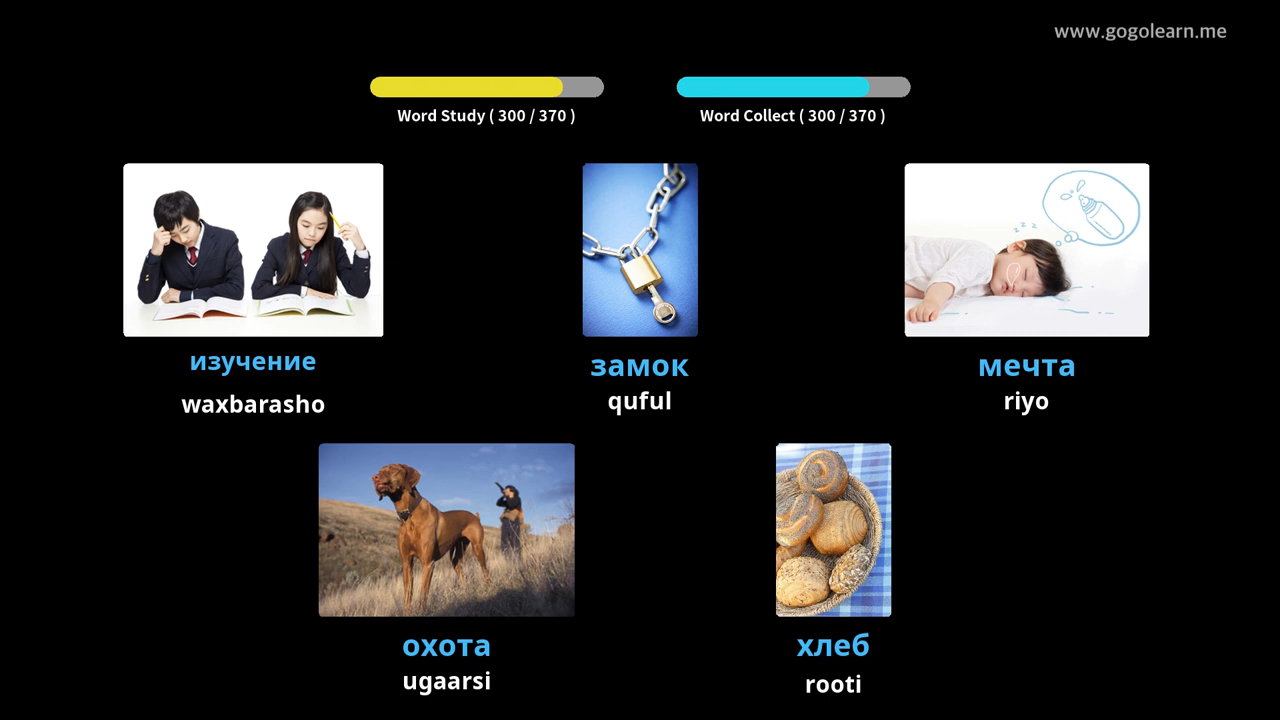 www.gogolearn.me
Word Study ( 300 / 370 )
Word Collect ( 300 / 370 )
изучение
waxbarasho
замок
quful
мечта
riyo
охота
ugaarsi
хлеб
rooti